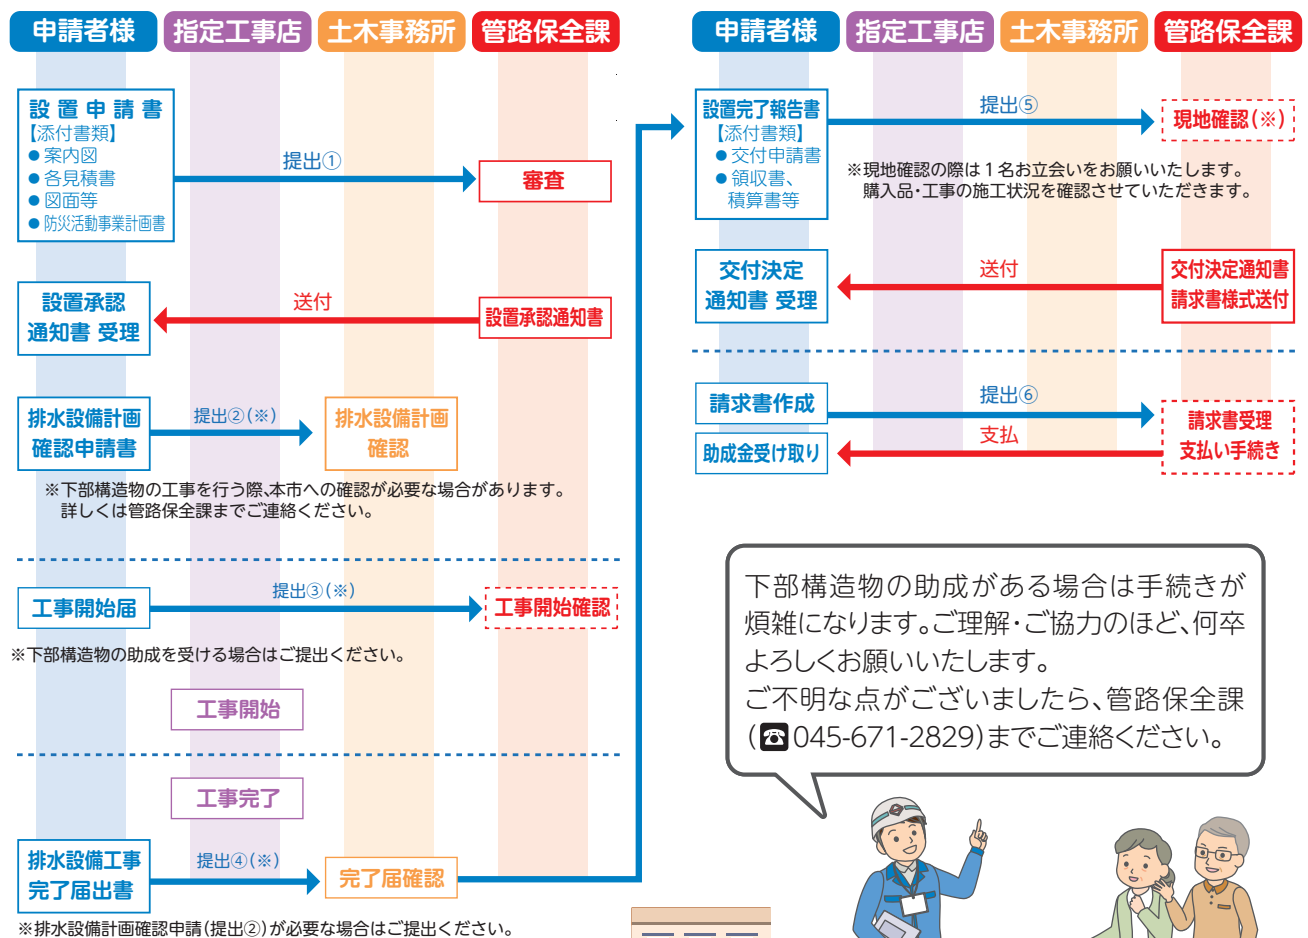 申請者様
指定工事店
土木事務所
管路保全課
設置申請書
【添付書類】
●案内図
●各見積書
●図面等
●防災活動事業計画書
提出①
審査
設置承認
通知書 受理
送付
設置承認通知書
排水設備計画
確認申請書
提出②(※)
排水設備計画
確認
※下部構造物の工事を行う際、本市への確認が必要な場合があります。
詳しくは管路保全課までご連絡ください。
工事開始届
提出③(※)
工事開始確認
※下部構造物の助成を受ける場合はご提出ください。
工事開始
工事完了
排水設備工事
完了届出書
提出④(※)
完了届確認
※排水設備計画確認申請(提出②)が必要な場合はご提出ください。
申請者様
指定工事店
土木事務所
管路保全課
設置完了報告書
【添付書類】
●交付申請書
●領収書、
積算書等
提出⑤
現地確認(※)
※現地確認の際は1名お立会いをお願いいたします。
購入品・工事の施工状況を確認させていただきます。
交付決定
通知書 受理
送付
交付決定通知書
請求書様式送付
請求書作成
提出⑥
請求書受理
支払い手続き
助成金受け取り
支払
下部構造物の助成がある場合は手続きが
煩雑になります。ご理解・ご協力のほど、何卒
よろしくお願いいたします。
ご不明な点がございましたら、管路保全課
(☎045-671-2829)までご連絡ください。